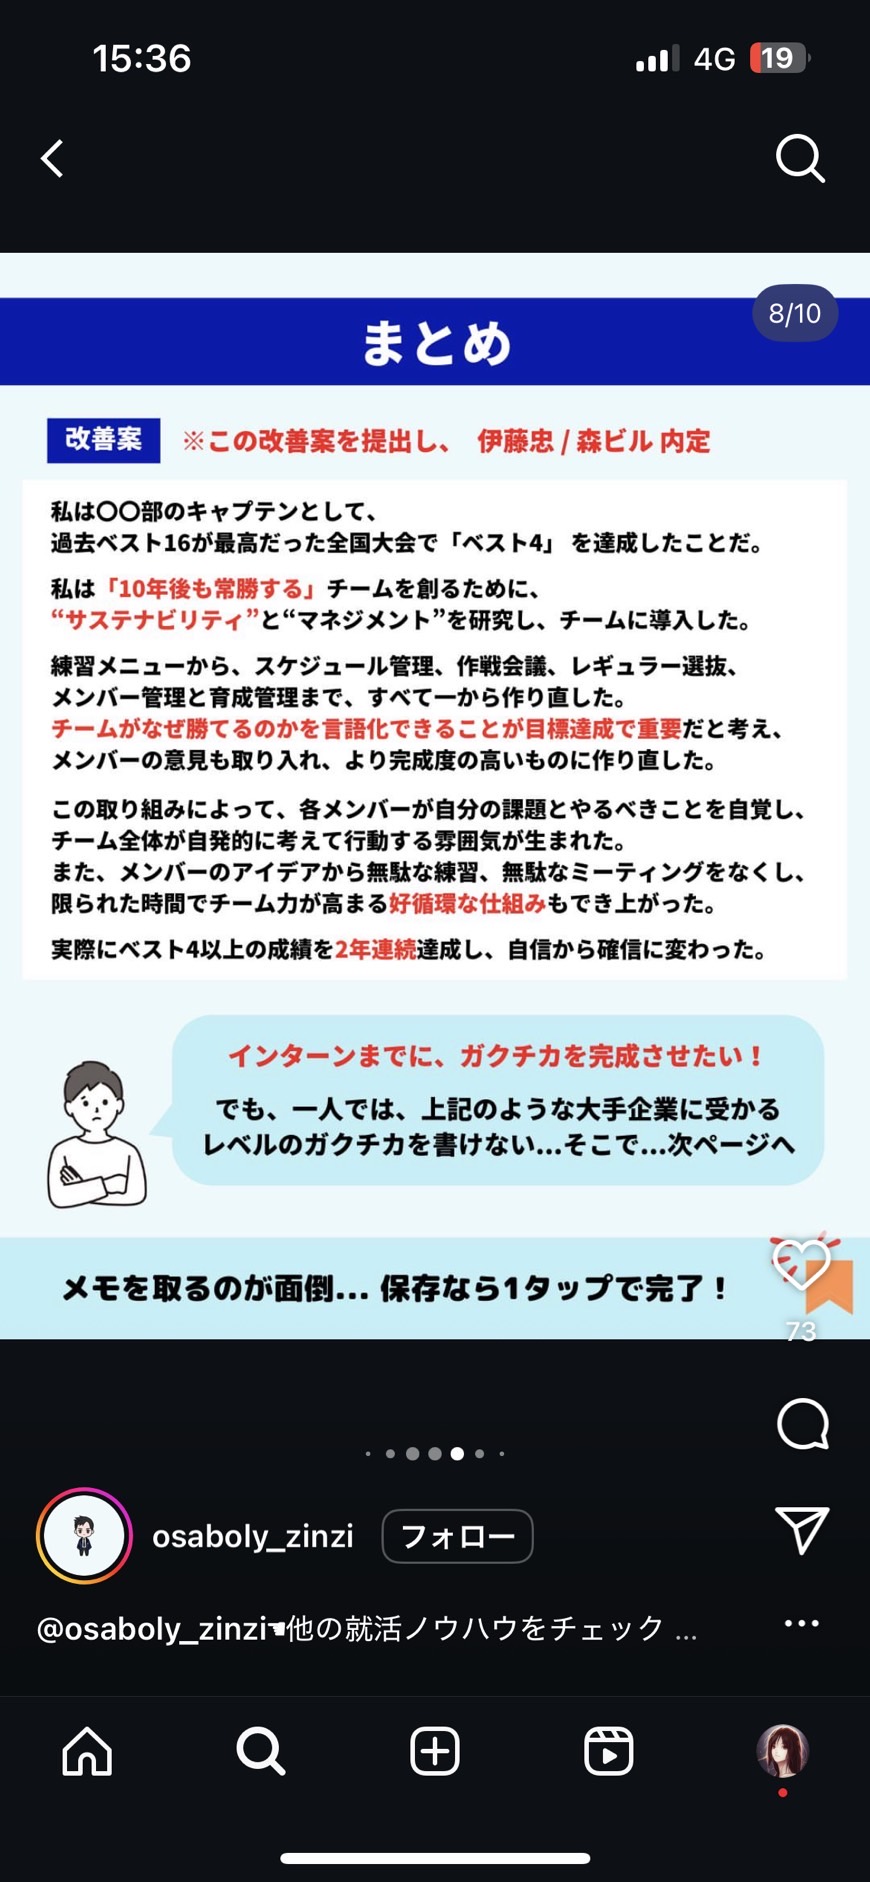 15:36
4G
19
8/10
まとめ
改善案
※この改善案を提出し、 伊藤忠 / 森ビル 内定
私は〇〇部のキャプテンとして、
過去ベスト16が最高だった全国大会で「ベスト4」 を達成したことだ。
私は「10年後も常勝する」チームを創るために、
“サステナビリティ”と“マネジメント”を研究し、チームに導入した。
練習メニューから、スケジュール管理、作戦会議、レギュラー選抜、
メンバー管理と育成管理まで、すべて一から作り直した。
チームがなぜ勝てるのかを言語化できることが目標達成で重要だと考え、
メンバーの意見も取り入れ、より完成度の高いものに作り直した。
この取り組みによって、各メンバーが自分の課題とやるべきことを自覚し、
チーム全体が自発的に考えて行動する雰囲気が生まれた。
また、メンバーのアイデアから無駄な練習、無駄なミーティングをなくし、
限られた時間でチーム力が高まる好循環な仕組みもでき上がった。
実際にベスト4以上の成績を2年連続達成し、自信から確信に変わった。
インターンまでに、ガクチカを完成させたい！
でも、一人では、上記のような大手企業に受かる
レベルのガクチカを書けない...そこで...次ページへ
メモを取るのが面倒... 保存なら1タップで完了！
73
osaboly_zinzi
フォロー
@osaboly_zinzi☚他の就活ノウハウをチェック ...